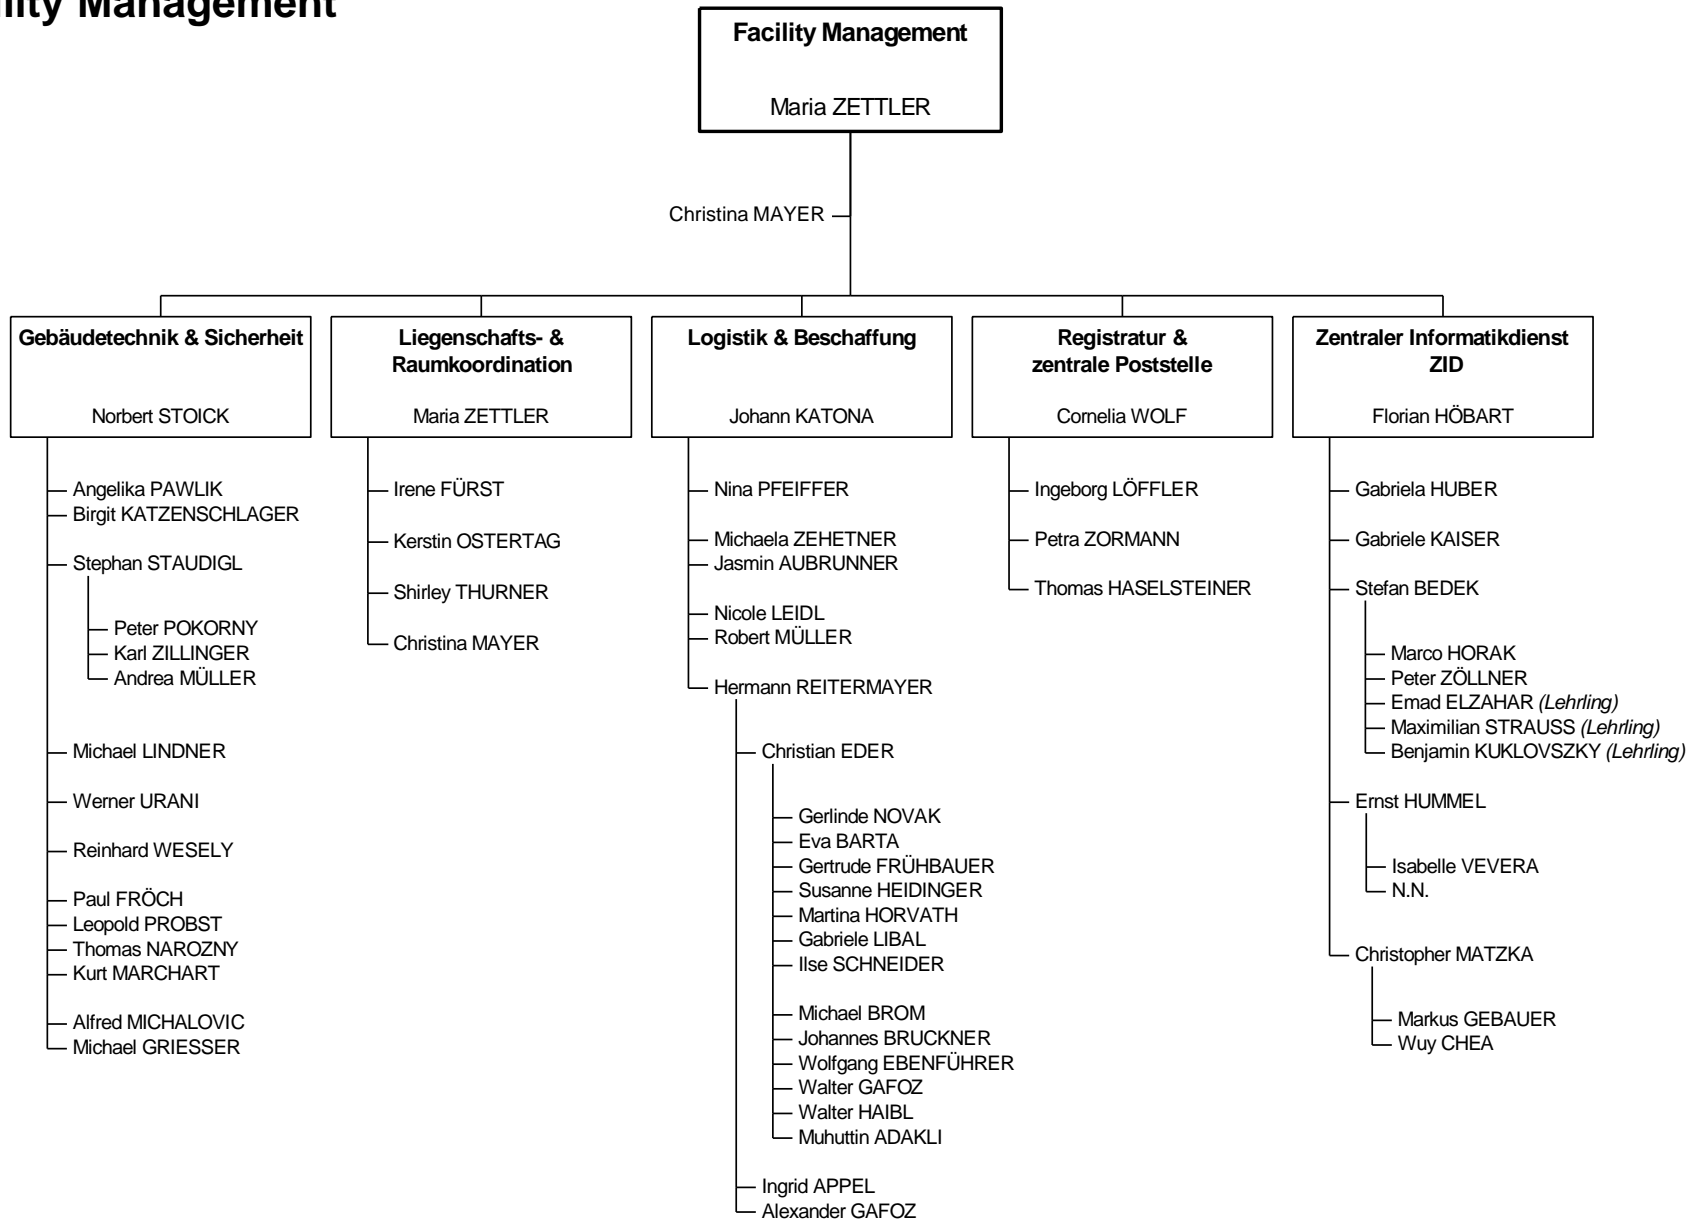 ility Management
Facility Management
Maria ZETTLER
Christina MAYER
Gebäudetechnik & Sicherheit
Norbert STOICK
Angelika PAWLIK
Birgit KATZENSCHLAGER
Stephan STAUDIGL
Peter POKORNY
Karl ZILLINGER
Andrea MÜLLER
Michael LINDNER
Werner URANI
Reinhard WESELY
Paul FRÖCH
Leopold PROBST
Thomas NAROZNY
Kurt MARCHART
Alfred MICHALOVIC
Michael GRIESSER
Liegenschafts- &
Raumkoordination
Maria ZETTLER
Irene FÜRST
Kerstin OSTERTAG
Shirley THURNER
Christina MAYER
Logistik & Beschaffung
Johann KATONA
Nina PFEIFFER
Michaela ZEHETNER
Jasmin AUBRUNNER
Nicole LEIDL
Robert MÜLLER
Hermann REITERMAYER
Christian EDER
Gerlinde NOVAK
Eva BARTA
Gertrude FRÜHBAUER
Susanne HEIDINGER
Martina HORVATH
Gabriele LIBAL
Ilse SCHNEIDER
Michael BROM
Johannes BRUCKNER
Wolfgang EBENFÜHRER
Walter GAFOZ
Walter HAIBL
Muhuttin ADAKLI
Ingrid APPEL
Alexander GAFOZ
Registratur &
zentrale Poststelle
Cornelia WOLF
Ingeborg LÖFFLER
Petra ZORMANN
Thomas HASELSTEINER
Zentraler Informatikdienst
ZID
Florian HÖBART
Gabriela HUBER
Gabriele KAISER
Stefan BEDEK
Marco HORAK
Peter ZÖLLNER
Emad ELZAHAR (Lehrling)
Maximilian STRAUSS (Lehrling)
Benjamin KUKLOVSZKY (Lehrling)
Ernst HUMMEL
Isabelle VEVERA
N.N.
Christopher MATZKA
Markus GEBAUER
Wuy CHEA